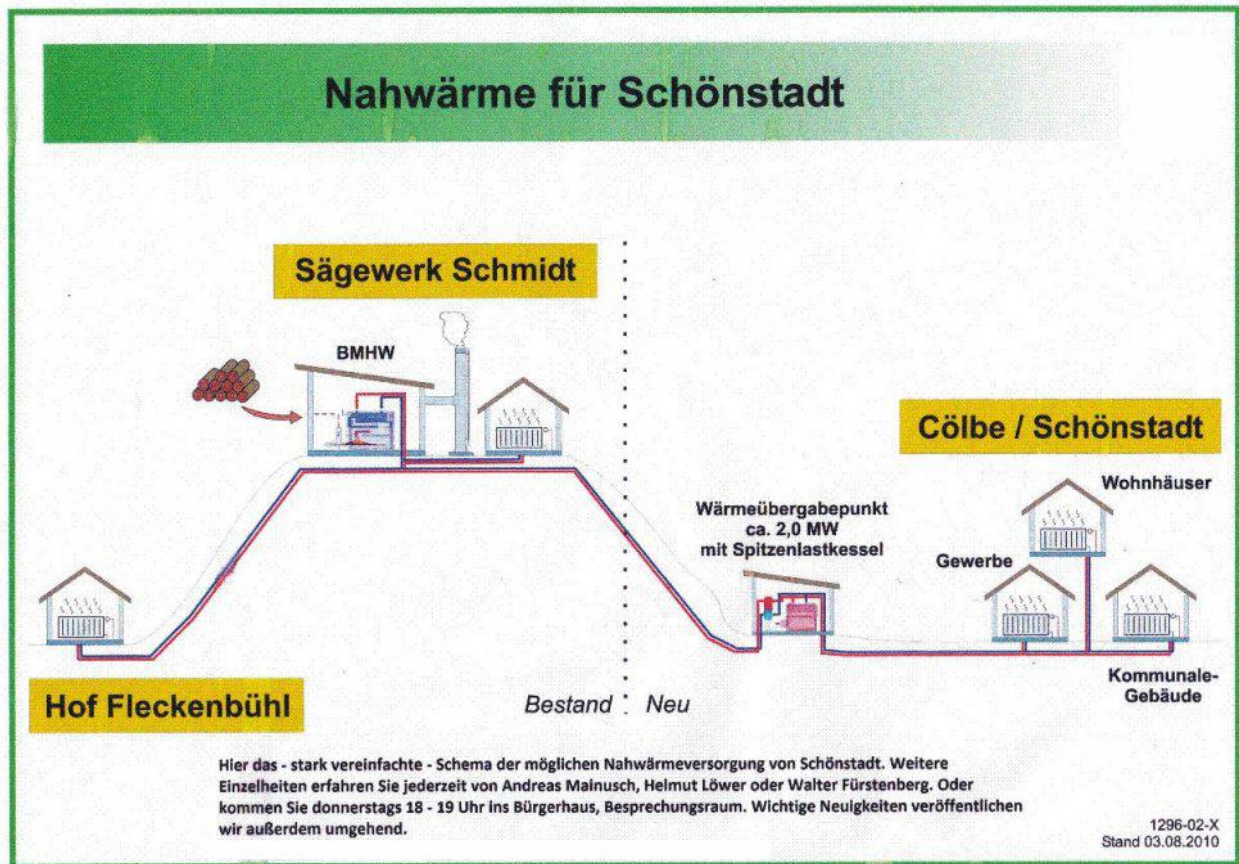 Nahwärme für Schönstadt
Sägewerk Schmidt
BMHW
Cölbe / Schönstadt
Wohnhäuser
Wärmeübergabepunkt
ca. 2,0 MW
mit Spitzenlastkessel
Gewerbe
Kommunale-
Gebäude
Hof Fleckenbühl
Bestand Neu
Hier das - stark vereinfachte - Schema der möglichen Nahwärmeversorgung von Schönstadt. Weitere
Einzelheiten erfahren Sie jederzeit von Andreas Mainusch, Helmut Löwer oder Walter Fürstenberg. Oder
kommen Sie donnerstags 18 - 19 Uhr ins Bürgerhaus, Besprechungsraum. Wichtige Neuigkeiten veröffentlichen
wir außerdem umgehend.
1296-02-X
Stand 03.08.2010